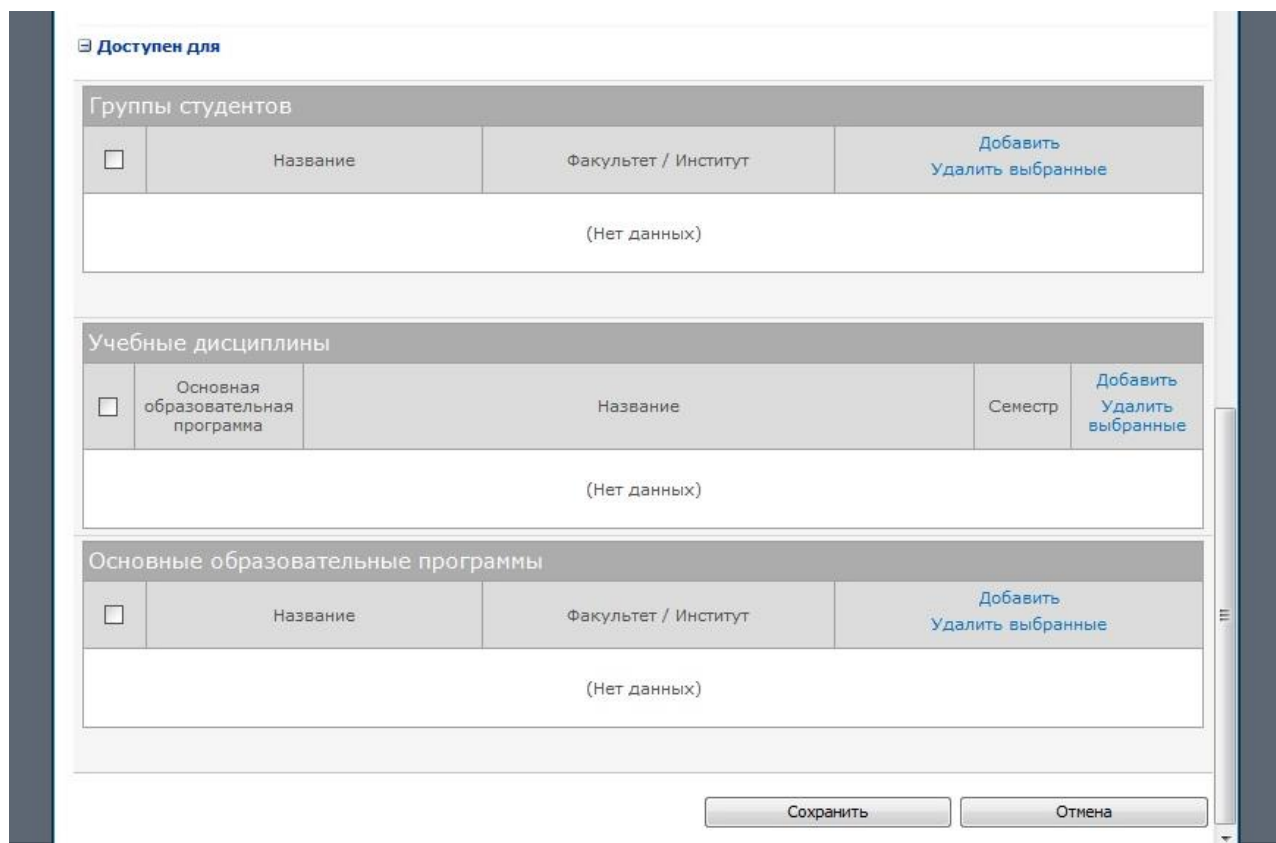 Доступен для
Группы студентов
Название
Факультет / Институт
Добавить
Удалить выбранные
(Нет данных)
Учебные дисциплины
Основная
образовательная
программа
Название
Семестр
Добавить
Удалить
выбранные
(Нет данных)
Основные образовательные программы
Название
Факультет / Институт
Добавить
Удалить выбранные
(Нет данных)
Сохранить
Отмена